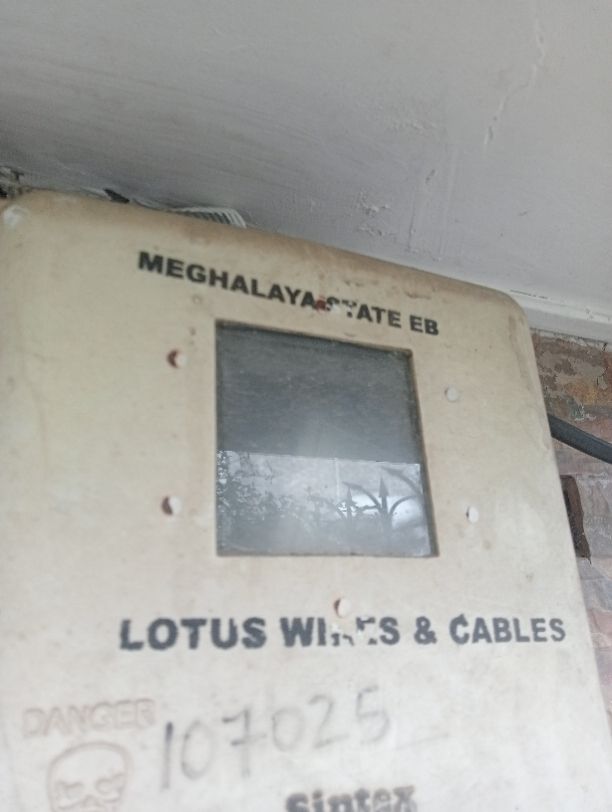 MEGHALAYA STATE EB
LOTUS WIRES & CABLES
DANGER
107025
Sintex